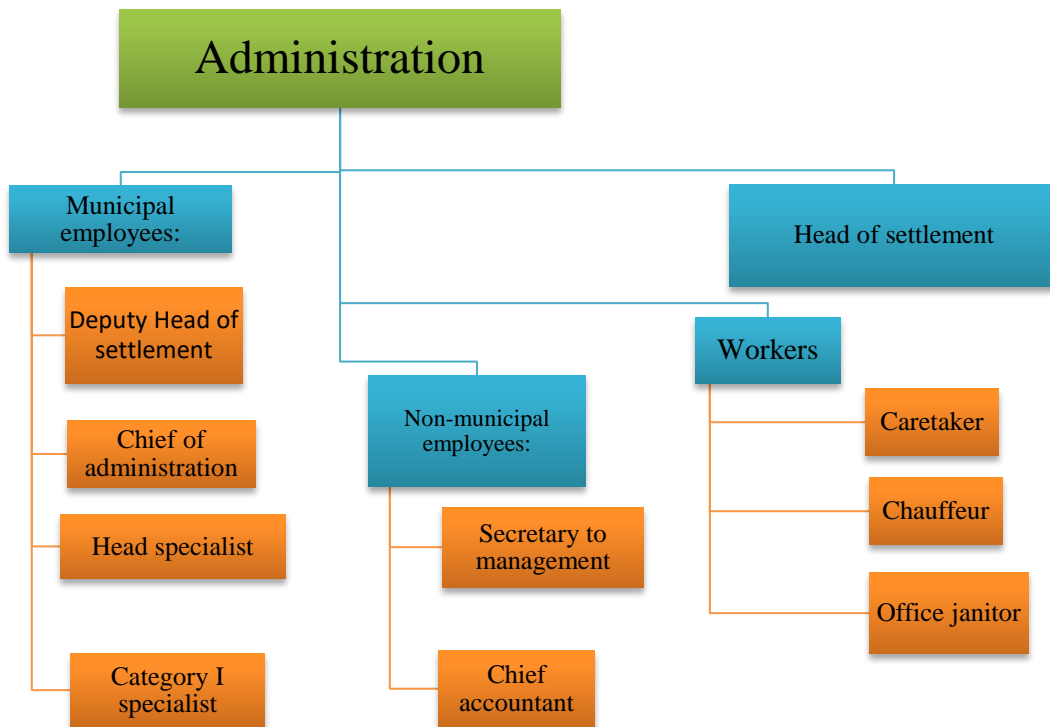 Administration
Municipal
employees:
Deputy Head of
settlement
Chief of
administration
Head specialist
Category I
specialist
Non-municipal
employees:
Secretary to
management
Chief
accountant
Head of settlement
Workers
Caretaker
Chauffeur
Office janitor